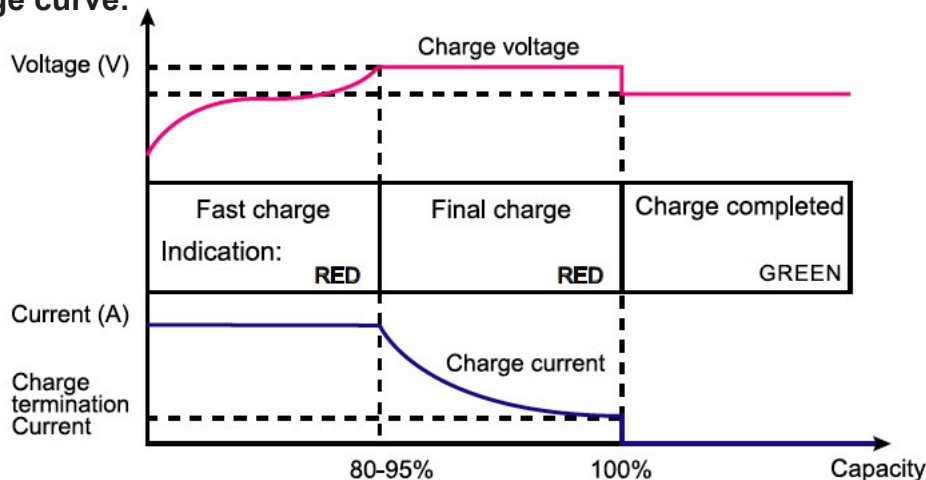 ge curve:
Charge voltage
Voltage (V)
Fast charge
Final charge
Charge completed
Indication:
RED
RED
GREEN
Current (A)
Charge current
Charge
termination
Current
80-95%
100%
Capacity